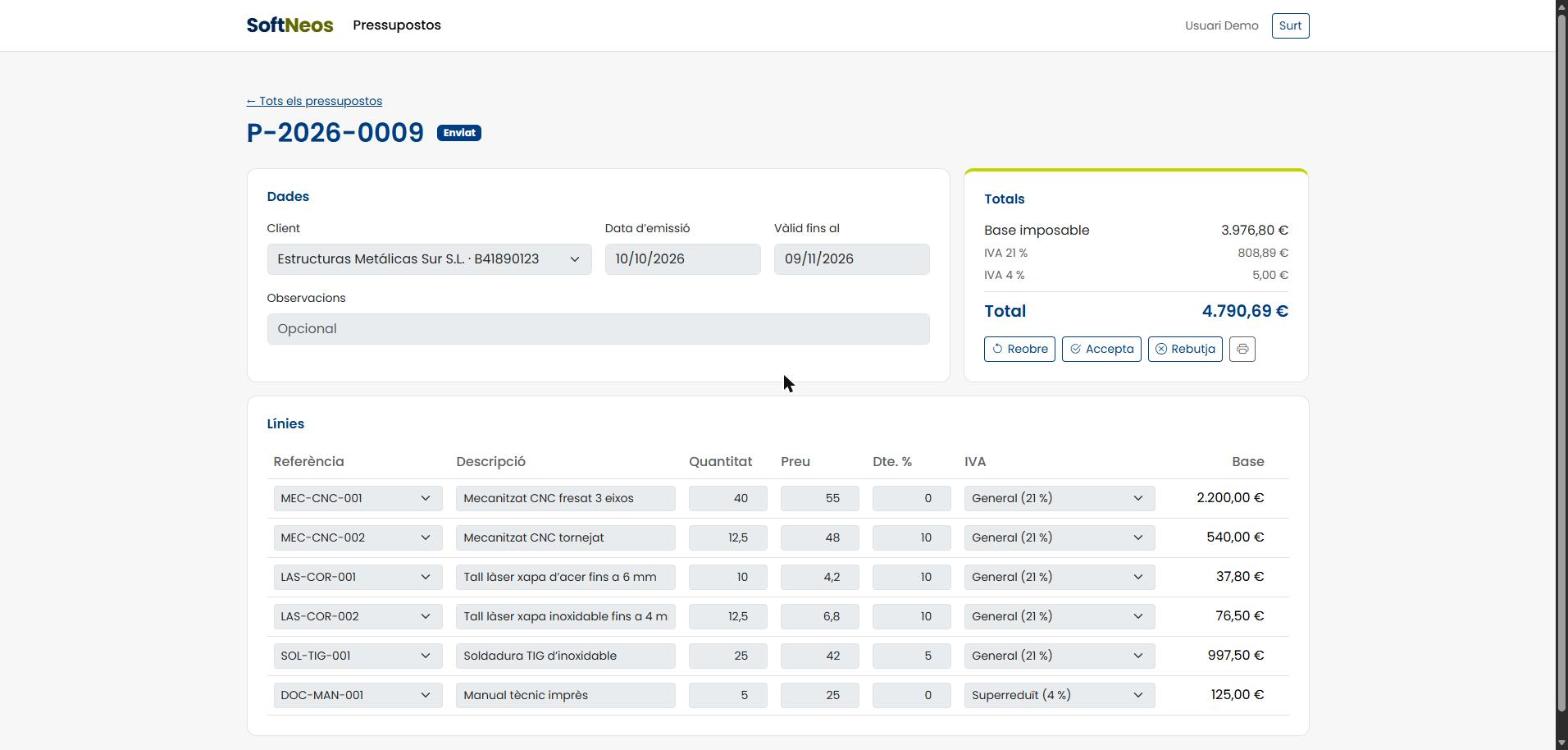 SoftNeos Pressupostos Usuari Demo Surt
← Tots els pressupostos
P-2026-0009 Enviat
Dades
Client Data d'emissió Vàlid fins al
Estructuras Metálicas Sur S.L. · B41890123 10/10/2026 09/11/2026
Observacions
Opcional
Totals
Base imposable 3.976,80 €
IVA 21 % 808,89 €
IVA 4 % 5,00 €
Total 4.790,69 €
Reobre Accepta Rebutja
Línies
Referència Descripció Quantitat Preu Dte. % IVA Base
MEC-CNC-001 Mecanitzat CNC fresat 3 eixos 40 55 0 General (21 %) 2.200,00 €
MEC-CNC-002 Mecanitzat CNC tornejat 12,5 48 10 General (21 %) 540,00 €
LAS-COR-001 Tall làser xapa d'acer fins a 6 mm 10 4,2 10 General (21 %) 37,80 €
LAS-COR-002 Tall làser xapa inoxidable fins a 4 m 12,5 6,8 10 General (21 %) 76,50 €
SOL-TIG-001 Soldadura TIG d'inoxidable 25 42 5 General (21 %) 997,50 €
DOC-MAN-001 Manual tècnic imprès 5 25 0 Superreduït (4 %) 125,00 €